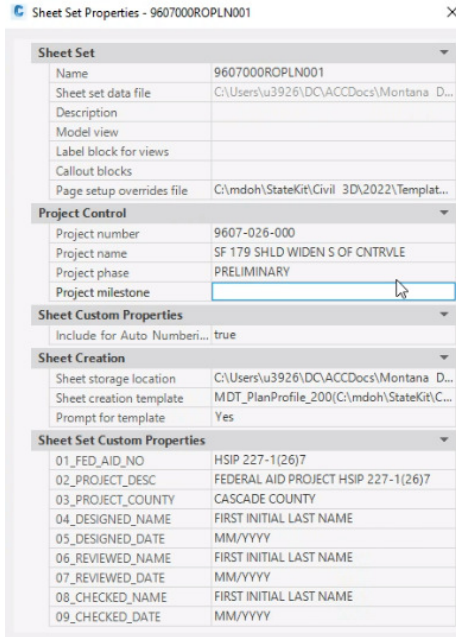 Sheet Set Properties - 9607000ROPLN001
Sheet Set
Name 9607000ROPLN001
Sheet set data file C:\Users\u3926\DC\ACCDocs\Montana D...
Description
Model view
Label block for views
Callout blocks
Page setup overrides file C:\mdoh\StateKit\Civil 3D\2022\Templat...
Project Control
Project number 9607-026-000
Project name SF 179 SHLD WIDEN S OF CNTRVLE
Project phase PRELIMINARY
Project milestone
Sheet Custom Properties
Include for Auto Numberi... true
Sheet Creation
Sheet storage location C:\Users\u3926\DC\ACCDocs\Montana D...
Sheet creation template MDT_PlanProfile_200(C:\mdoh\StateKit\C...
Prompt for template Yes
Sheet Set Custom Properties
01_FED_AID_NO HSIP 227-1(26)7
02_PROJECT_DESC FEDERAL AID PROJECT HSIP 227-1(26)7
03_PROJECT_COUNTY CASCADE COUNTY
04_DESIGNED_NAME FIRST INITIAL LAST NAME
05_DESIGNED_DATE MM/YYYY
06_REVIEWED_NAME FIRST INITIAL LAST NAME
07_REVIEWED_DATE MM/YYYY
08_CHECKED_NAME FIRST INITIAL LAST NAME
09_CHECKED_DATE MM/YYYY